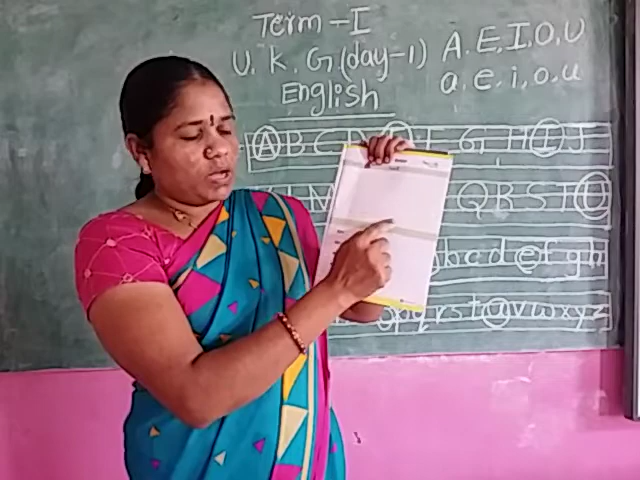 Term - I
U. K. G (day-1)
English
A. E, I, O, U
a. e, i, o, u
A B C D E F G H I J
K L M Q R S T U
b c d e f g h
p q r s t u v w x y z